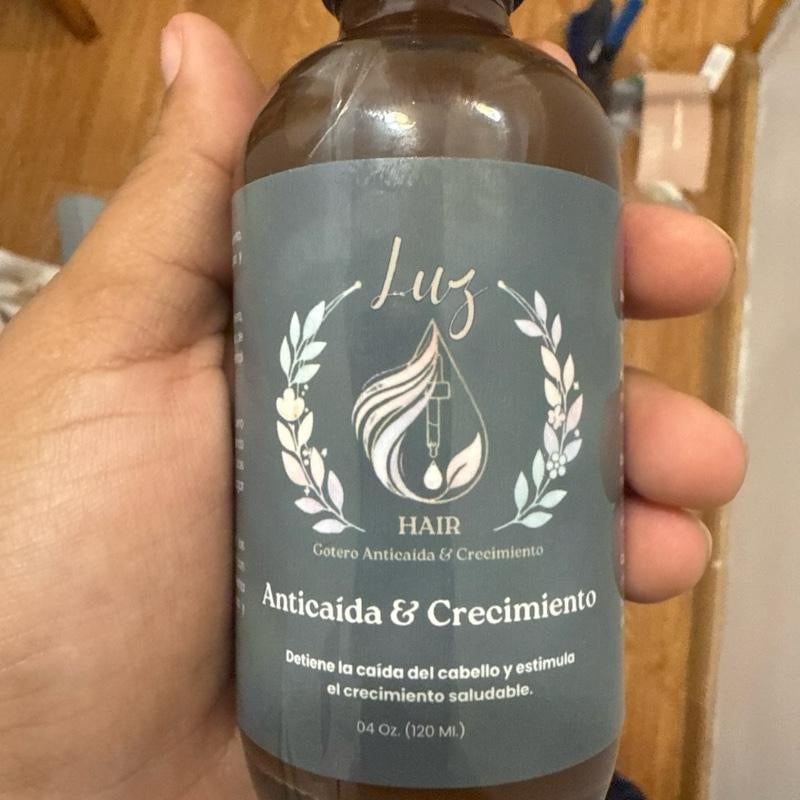 Luz
HAIR
Gotero Anticaída & Crecimiento
Anticaída & Crecimiento
Detiene la caída del cabello y estimula
el crecimiento saludable.
04 Oz. (120 Ml.)